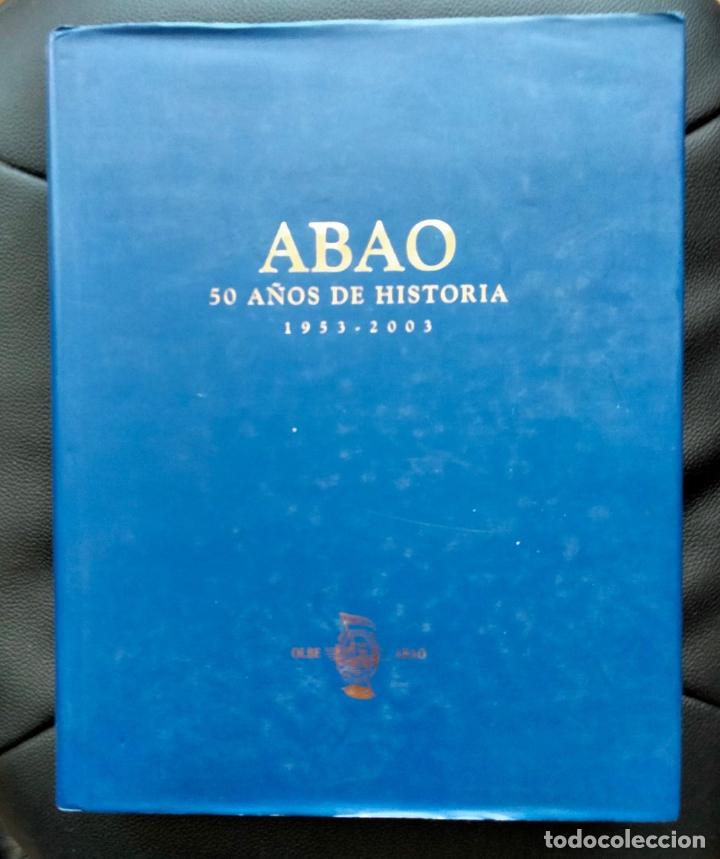 ABAO
50 AÑOS DE HISTORIA
1953-2003
OLBE ABAO
todocoleccion